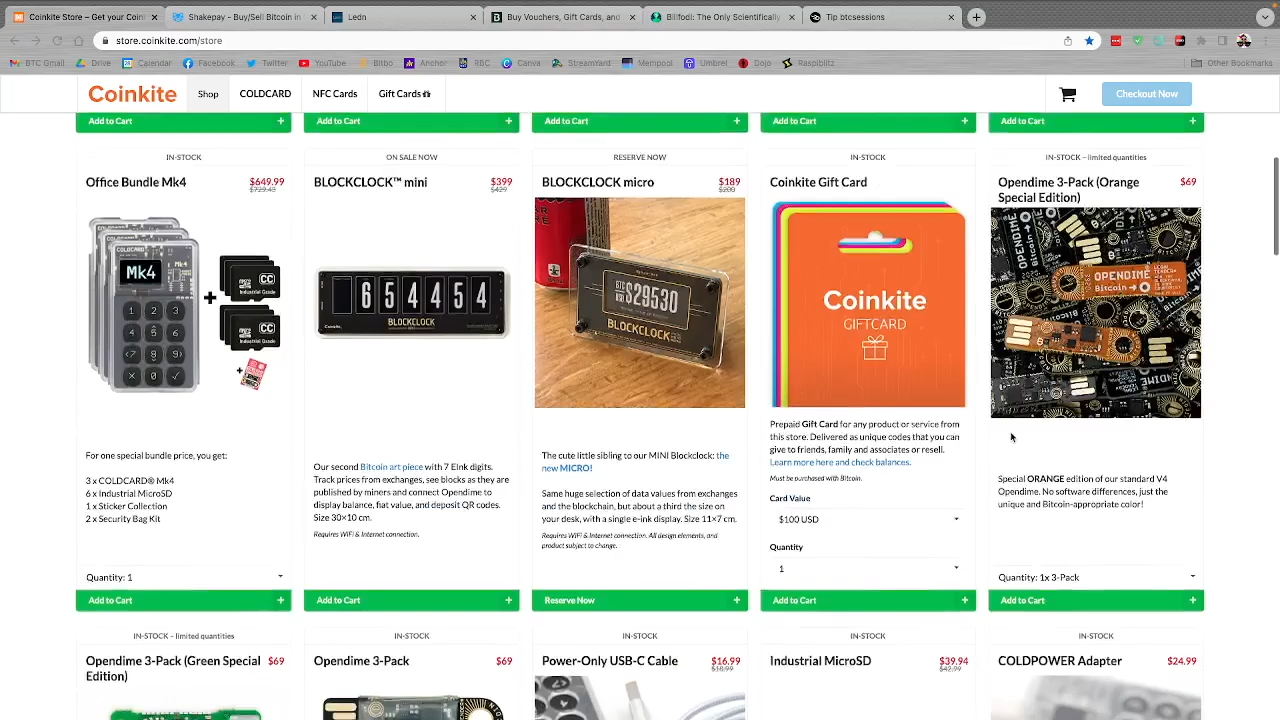 Coinkite Store – Get your Coin
Shakepay - Buy/Sell Bitcoin in C
Ledn
Buy Vouchers, Gift Cards, and
Billfodl: The Only Scientificall
Tip btcsessions
store.coinkite.com/store
BTC Gmail
Drive
Calendar
Facebook
Twitter
YouTube
Bitbo
Anchor
RBC
Canva
StreamYard
Mempool
Umbrel
Dojo
Raspiblitz
Other Bookmarks
Coinkite
Shop
COLDCARD
NFC Cards
Gift Cards
Checkout Now
Add to Cart +
Add to Cart +
Add to Cart +
Add to Cart +
Add to Cart +
IN-STOCK
Office Bundle Mk4
$649.99
$729.43
COLDCARD
Mk4
1 2 3
4 5 6
7 8 9
X 0 ✓
+
Industrial Grade
CC
Industrial Grade
CC
For one special bundle price, you get:
3 x COLDCARD® Mk4
6 x Industrial MicroSD
1 x Sticker Collection
2 x Security Bag Kit
Quantity: 1
Add to Cart +
ON SALE NOW
BLOCKCLOCK™ mini
$399
$429
6 5 4 4 5 4
Coinkite
BLOCKCLOCK
Our second Bitcoin art piece with 7 EInk digits.
Track prices from exchanges, see blocks as they are
published by miners and connect Opendime to
display balance, fiat value, and deposit QR codes.
Size 30×10 cm.
Requires WiFi & Internet connection.
Add to Cart +
RESERVE NOW
BLOCKCLOCK micro
$189
$200
BTC
USD
$29530
BLOCKCLOCK
The cute little sibling to our MINI Blockclock: the
new MICRO!
Same huge selection of data values from exchanges
and the blockchain, but about a third the size on
your desk, with a single e-ink display. Size 11×7 cm.
Requires WiFi & Internet connection. All design elements, and
product subject to change.
Reserve Now +
IN-STOCK
Coinkite Gift Card
Coinkite
GIFTCARD
Prepaid Gift Card for any product or service from
this store. Delivered as unique codes that you can
give to friends, family and associates or resell.
Learn more here and check balances.
Must be purchased with Bitcoin.
Card Value
$100 USD
Quantity
1
Add to Cart +
IN-STOCK – limited quantities
Opendime 3-Pack (Orange
Special Edition)
$69
OPENDIME
Bitcoin
Special ORANGE edition of our standard V4
Opendime. No software differences, just the
unique and Bitcoin-appropriate color!
Quantity: 1x 3-Pack
Add to Cart +
IN-STOCK – limited quantities
Opendime 3-Pack (Green Special
Edition)
$69
IN-STOCK
Opendime 3-Pack
$69
IN-STOCK
Power-Only USB-C Cable
$16.99
$18.99
IN-STOCK
Industrial MicroSD
$39.94
$42.99
IN-STOCK
COLDPOWER Adapter
$24.99